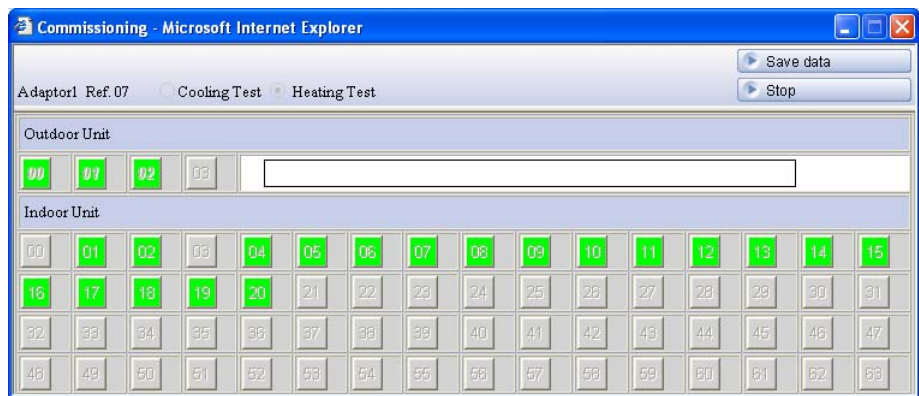 Commissioning - Microsoft Internet Explorer
Save data
Adaptor1 Ref. 07 Cooling Test Heating Test Stop
Outdoor Unit
00 01 02 03
Indoor Unit
00 01 02 03 04 05 06 07 08 09 10 11 12 13 14 15
16 17 18 19 20 21 22 23 24 25 26 27 28 29 30 31
32 33 34 35 36 37 38 39 40 41 42 43 44 45 46 47
48 49 50 51 52 53 54 55 56 57 58 59 60 61 62 63